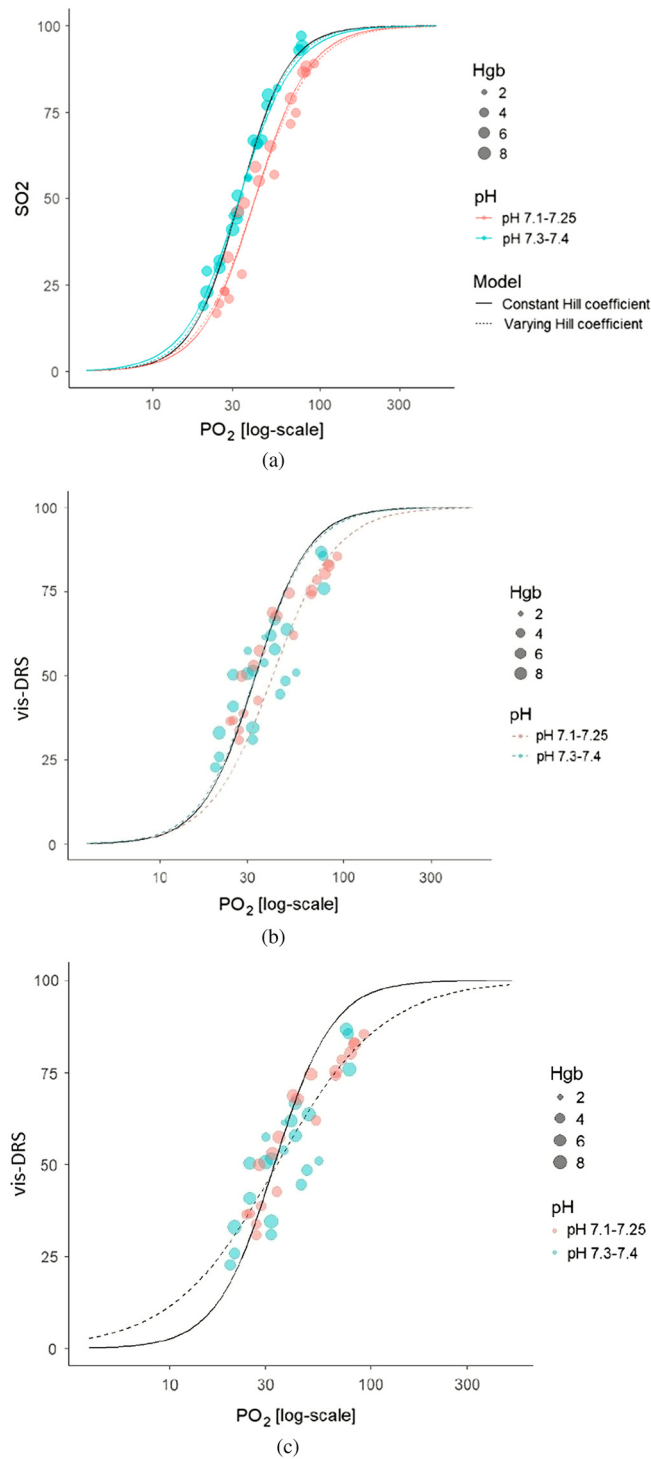 100
75
50
25
0
SO2
10 30 100 300
PO2 [log-scale]
Hgb
2
4
6
8
pH
pH 7.1-7.25
pH 7.3-7.4
Model
Constant Hill coefficient
Varying Hill coefficient
(a)
100
75
50
25
0
vis-DRS
10 30 100 300
PO2 [log-scale]
Hgb
2
4
6
8
pH
pH 7.1-7.25
pH 7.3-7.4
(b)
100
75
50
25
0
vis-DRS
10 30 100 300
PO2 [log-scale]
Hgb
2
4
6
8
pH
pH 7.1-7.25
pH 7.3-7.4
(c)